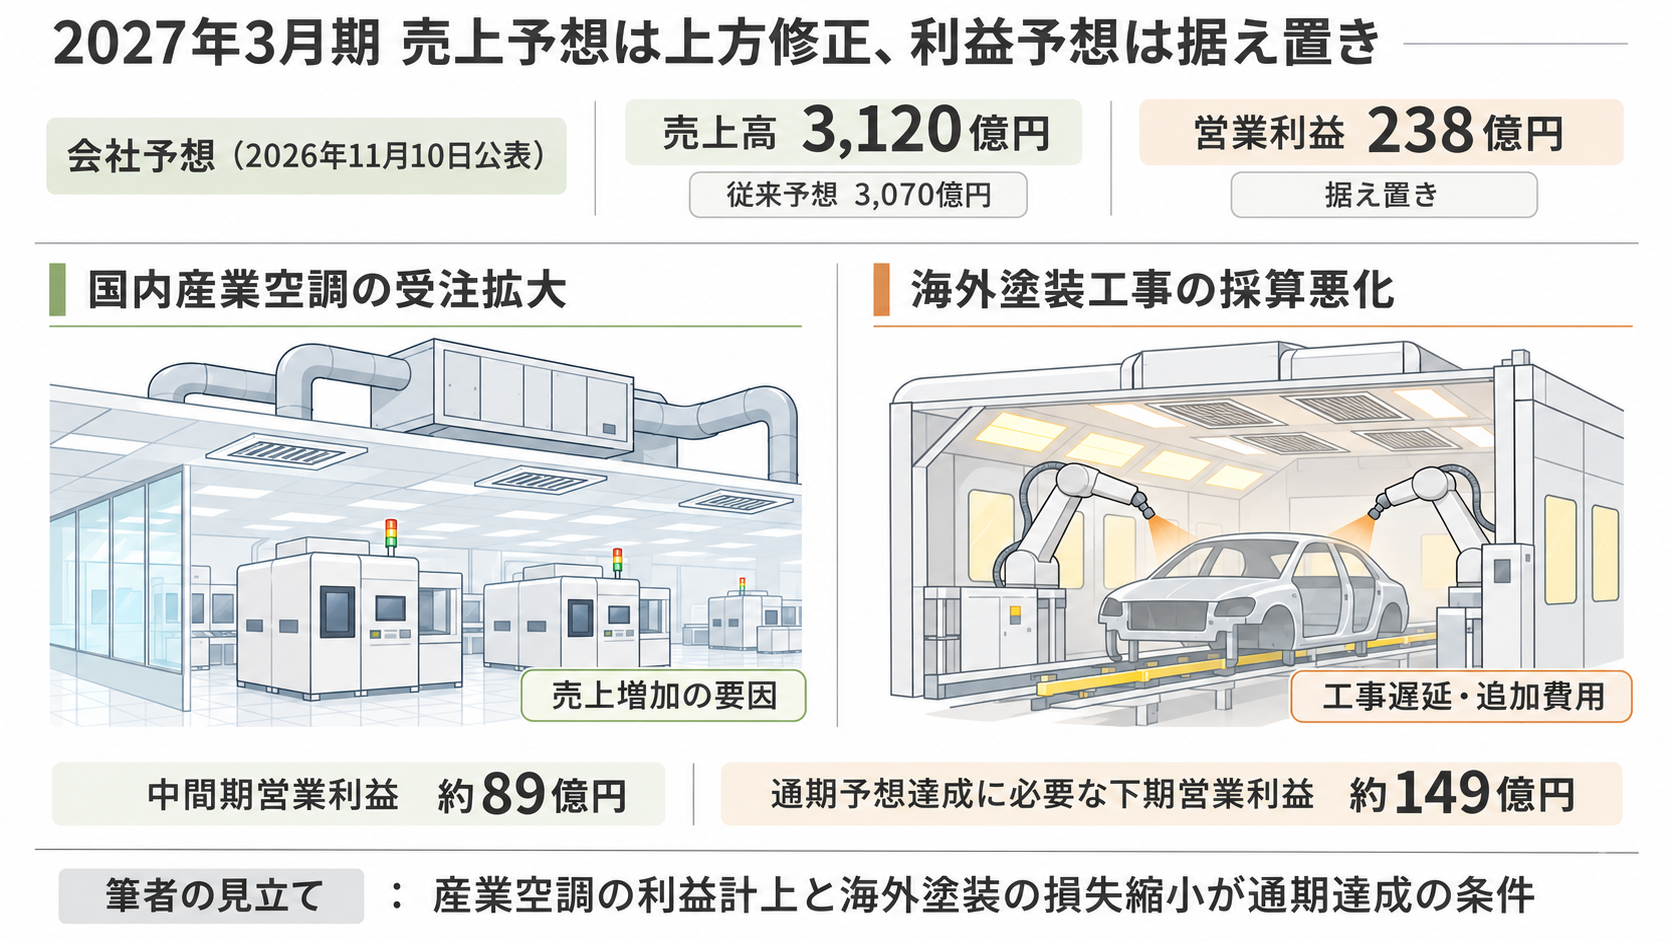 2027年3月期 売上予想は上方修正、利益予想は据え置き
会社予想（2026年11月10日公表）
売上高 3,120億円
従来予想 3,070億円
営業利益 238億円
据え置き
国内産業空調の受注拡大
売上増加の要因
海外塗装工事の採算悪化
工事遅延・追加費用
中間期営業利益 約89億円
通期予想達成に必要な下期営業利益 約149億円
筆者の見立て ： 産業空調の利益計上と海外塗装の損失縮小が通期達成の条件